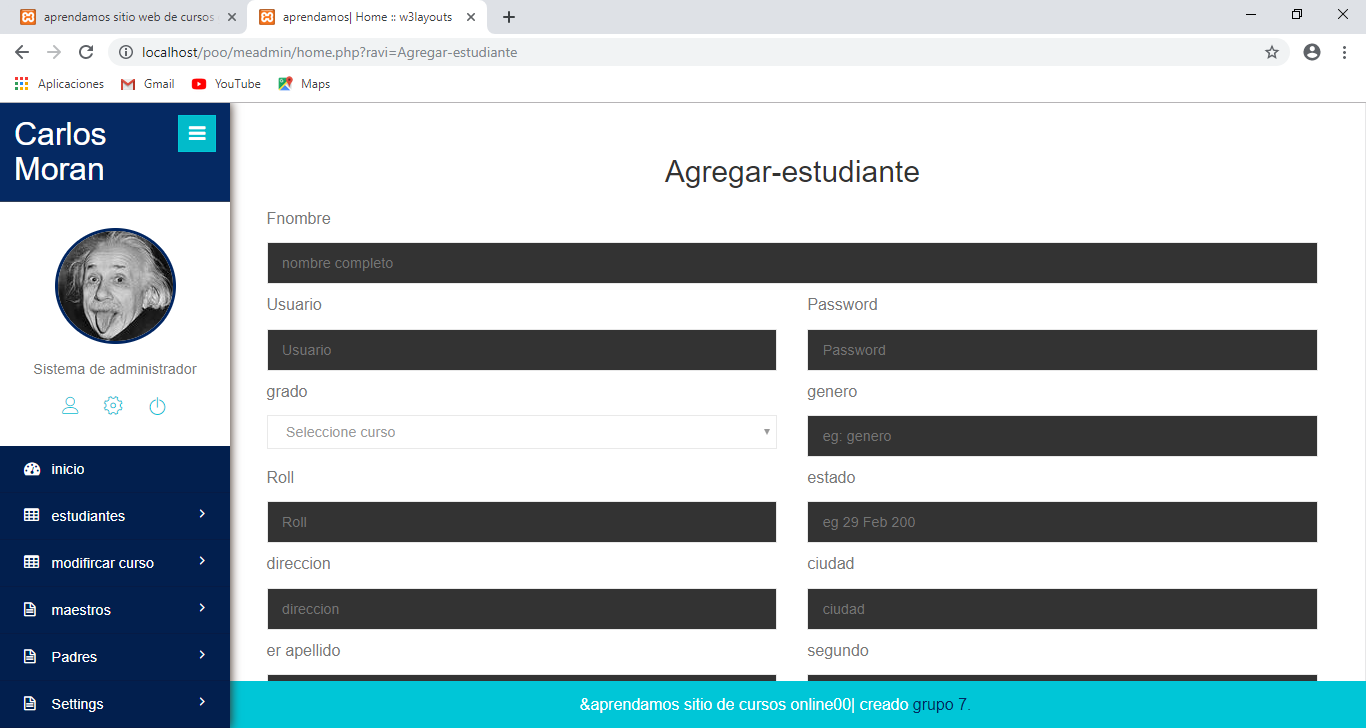 aprendamos sitio web de cursos
aprendamos| Home :: w3layouts
localhost/poo/meadmin/home.php?ravi=Agregar-estudiante
Aplicaciones
Gmail
YouTube
Maps
Carlos
Moran
Sistema de administrador
inicio
estudiantes
modifircar curso
maestros
Padres
Settings
Agregar-estudiante
Fnombre
nombre completo
Usuario
Password
Usuario
Password
grado
genero
Seleccione curso
eg: genero
Roll
estado
Roll
eg 29 Feb 200
direccion
ciudad
direccion
ciudad
er apellido
segundo
&aprendamos sitio de cursos online00| creado grupo 7.